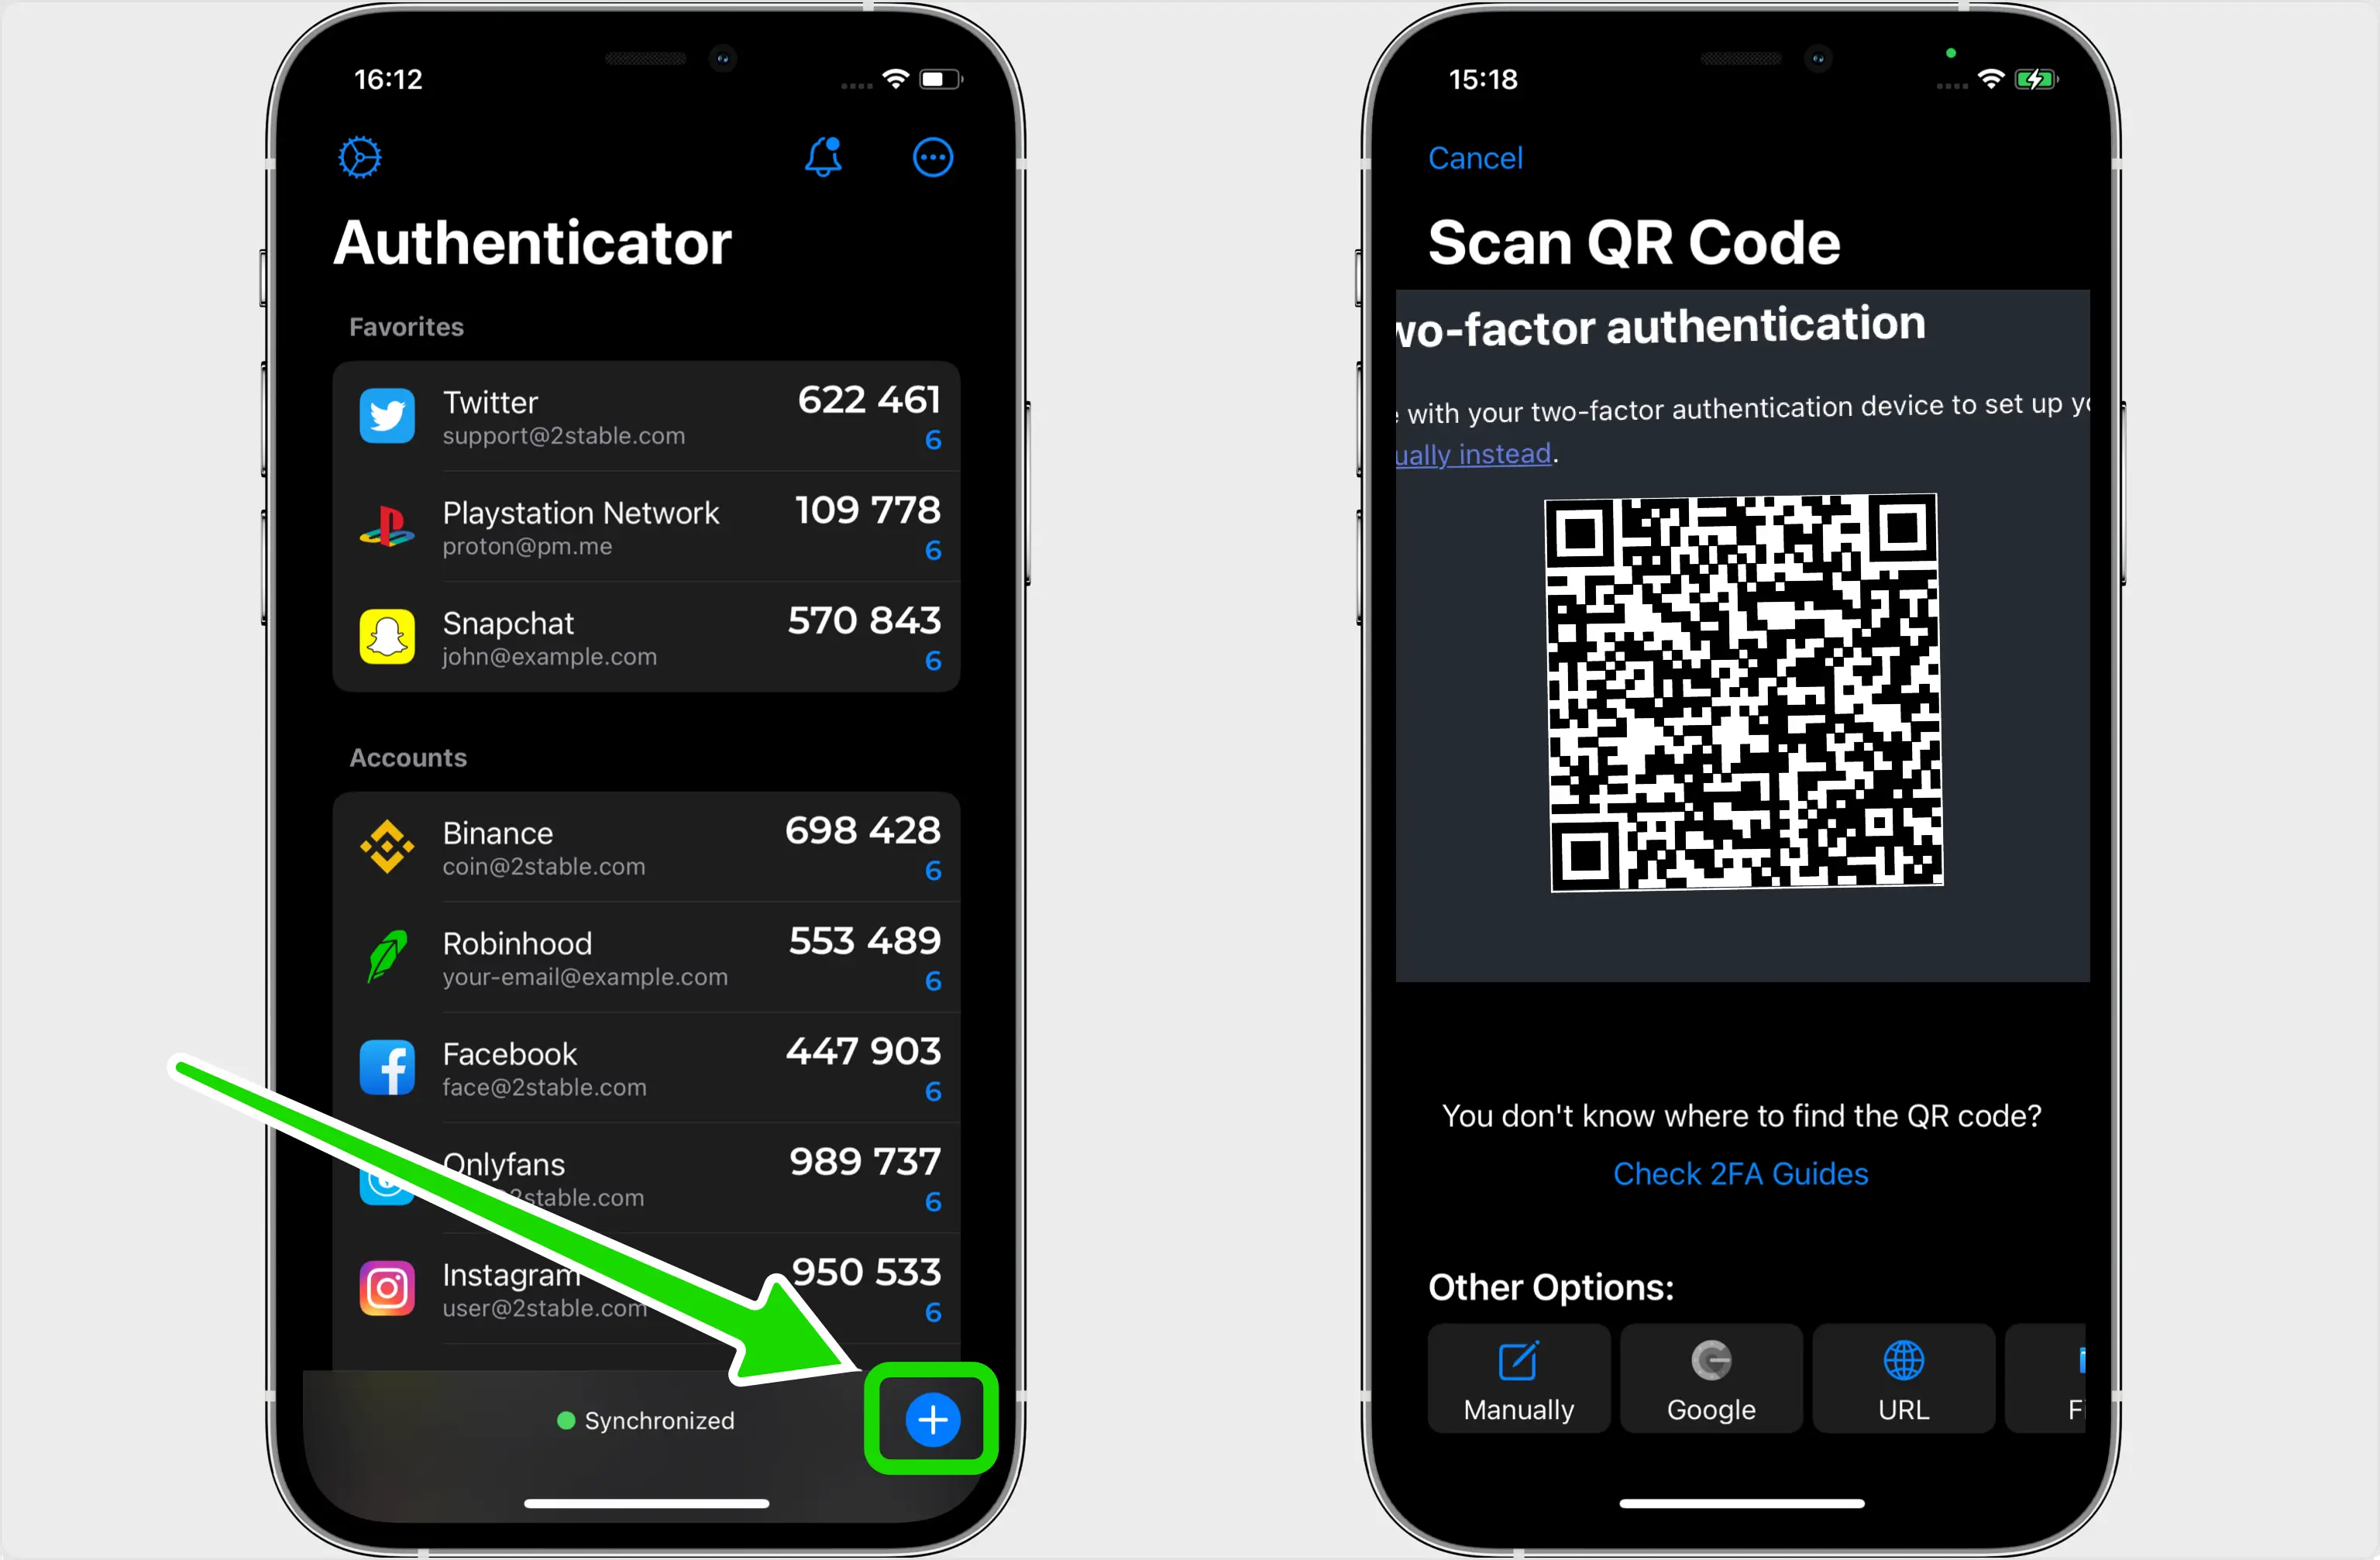 16:12
Authenticator
Favorites
Twitter 622 461
support@2stable.com 6
Playstation Network 109 778
proton@pm.me 6
Snapchat 570 843
john@example.com 6
Accounts
Binance 698 428
coin@2stable.com 6
Robinhood 553 489
your-email@example.com 6
Facebook 447 903
face@2stable.com 6
Onlyfans 989 737
2stable.com 6
Instagram 950 533
user@2stable.com 6
Synchronized
15:18
Cancel
Scan QR Code
wo-factor authentication
with your two-factor authentication device to set up yo
ually instead.
You don't know where to find the QR code?
Check 2FA Guides
Other Options:
Manually
Google
URL